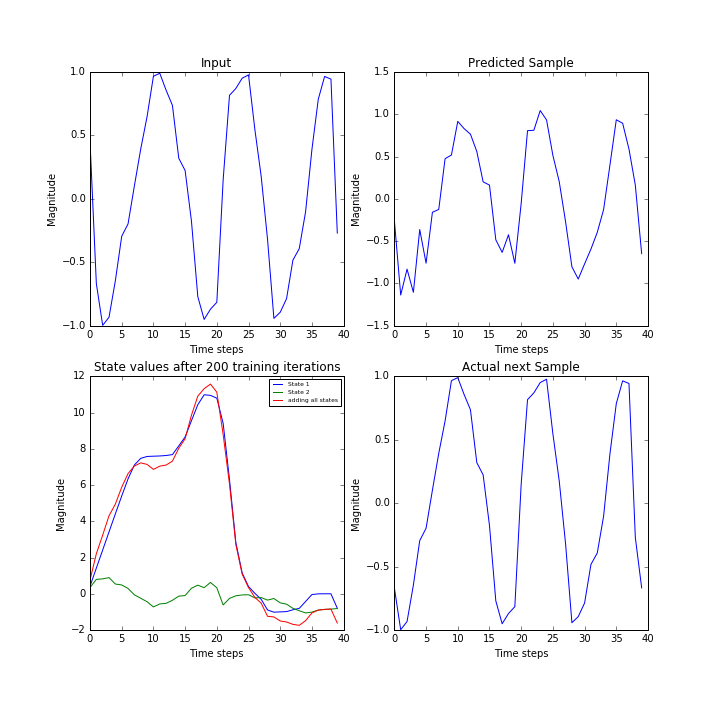 Input
Magnitude
1.0
0.5
0.0
−0.5
−1.0
0 5 10 15 20 25 30 35 40
Time steps
Predicted Sample
Magnitude
1.5
1.0
0.5
0.0
−0.5
−1.0
−1.5
0 5 10 15 20 25 30 35 40
Time steps
State values after 200 training iterations
Magnitude
12
10
8
6
4
2
0
−2
State 1
State 2
adding all states
0 5 10 15 20 25 30 35 40
Time steps
Actual next Sample
Magnitude
1.0
0.5
0.0
−0.5
−1.0
0 5 10 15 20 25 30 35 40
Time steps